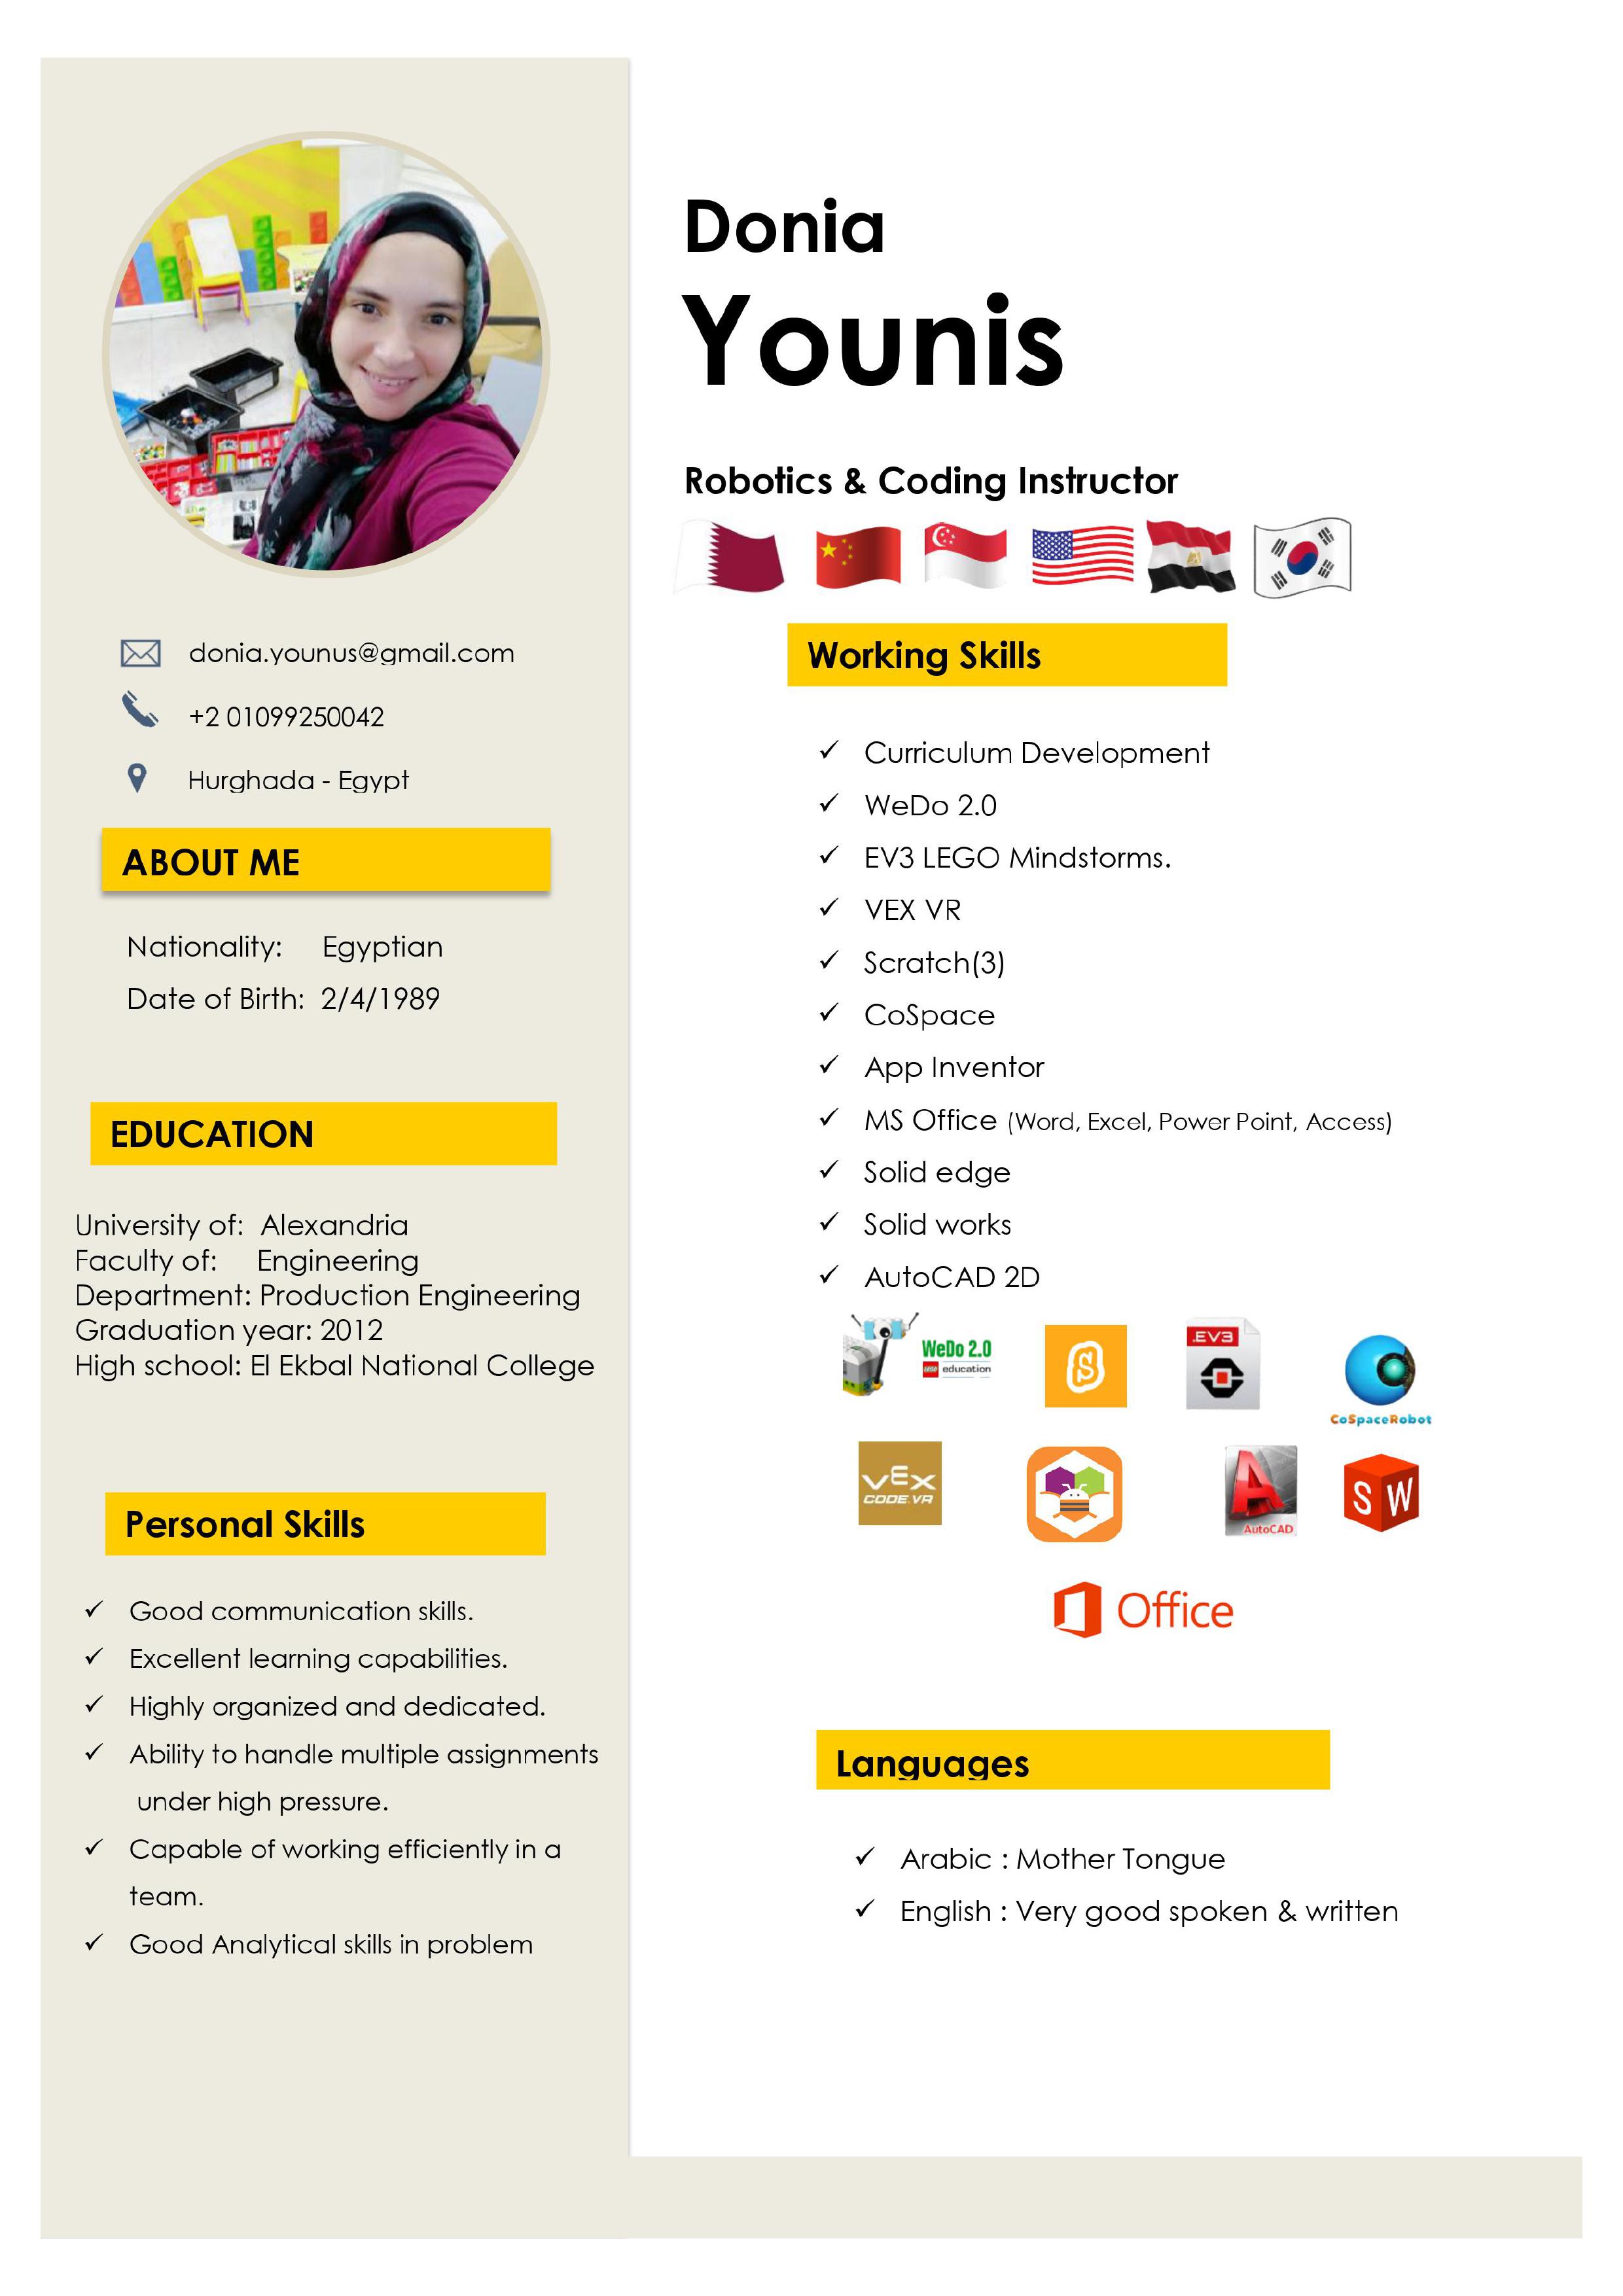 Donia
Younis
Robotics & Coding Instructor
donia.younus@gmail.com
+2 01099250042
Hurghada - Egypt
ABOUT ME
Nationality: Egyptian
Date of Birth: 2/4/1989
EDUCATION
University of: Alexandria
Faculty of: Engineering
Department: Production Engineering
Graduation year: 2012
High school: El Ekbal National College
Personal Skills
✓ Good communication skills.
✓ Excellent learning capabilities.
✓ Highly organized and dedicated.
✓ Ability to handle multiple assignments
under high pressure.
✓ Capable of working efficiently in a
team.
✓ Good Analytical skills in problem
Working Skills
✓ Curriculum Development
✓ WeDo 2.0
✓ EV3 LEGO Mindstorms.
✓ VEX VR
✓ Scratch(3)
✓ CoSpace
✓ App Inventor
✓ MS Office (Word, Excel, Power Point, Access)
✓ Solid edge
✓ Solid works
✓ AutoCAD 2D
WeDo 2.0
LEGO education
S
.EV3
CoSpaceRobot
VEX
CODE VR
A
AutoCAD
S W
Office
Languages
✓ Arabic : Mother Tongue
✓ English : Very good spoken & written